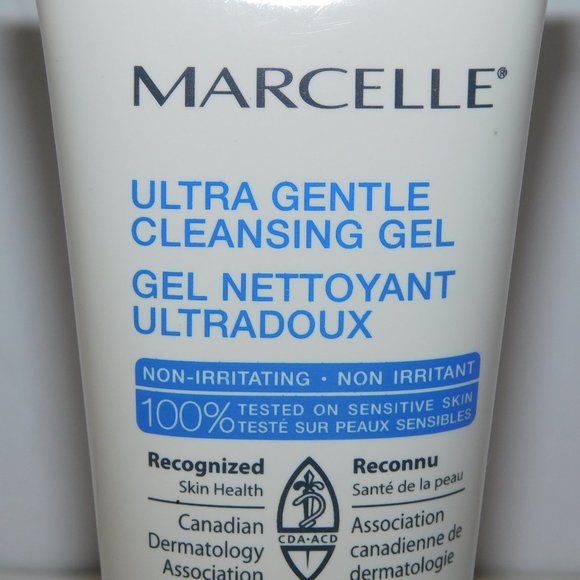 MARCELLE®
ULTRA GENTLE
CLEANSING GEL
GEL NETTOYANT
ULTRADOUX
NON-IRRITATING • NON IRRITANT
100% TESTED ON SENSITIVE SKIN
TESTÉ SUR PEAUX SENSIBLES
Recognized
Skin Health
Canadian
Dermatology
Association
CDA•ACD
Reconnu
Santé de la peau
Association
canadienne de
dermatologie